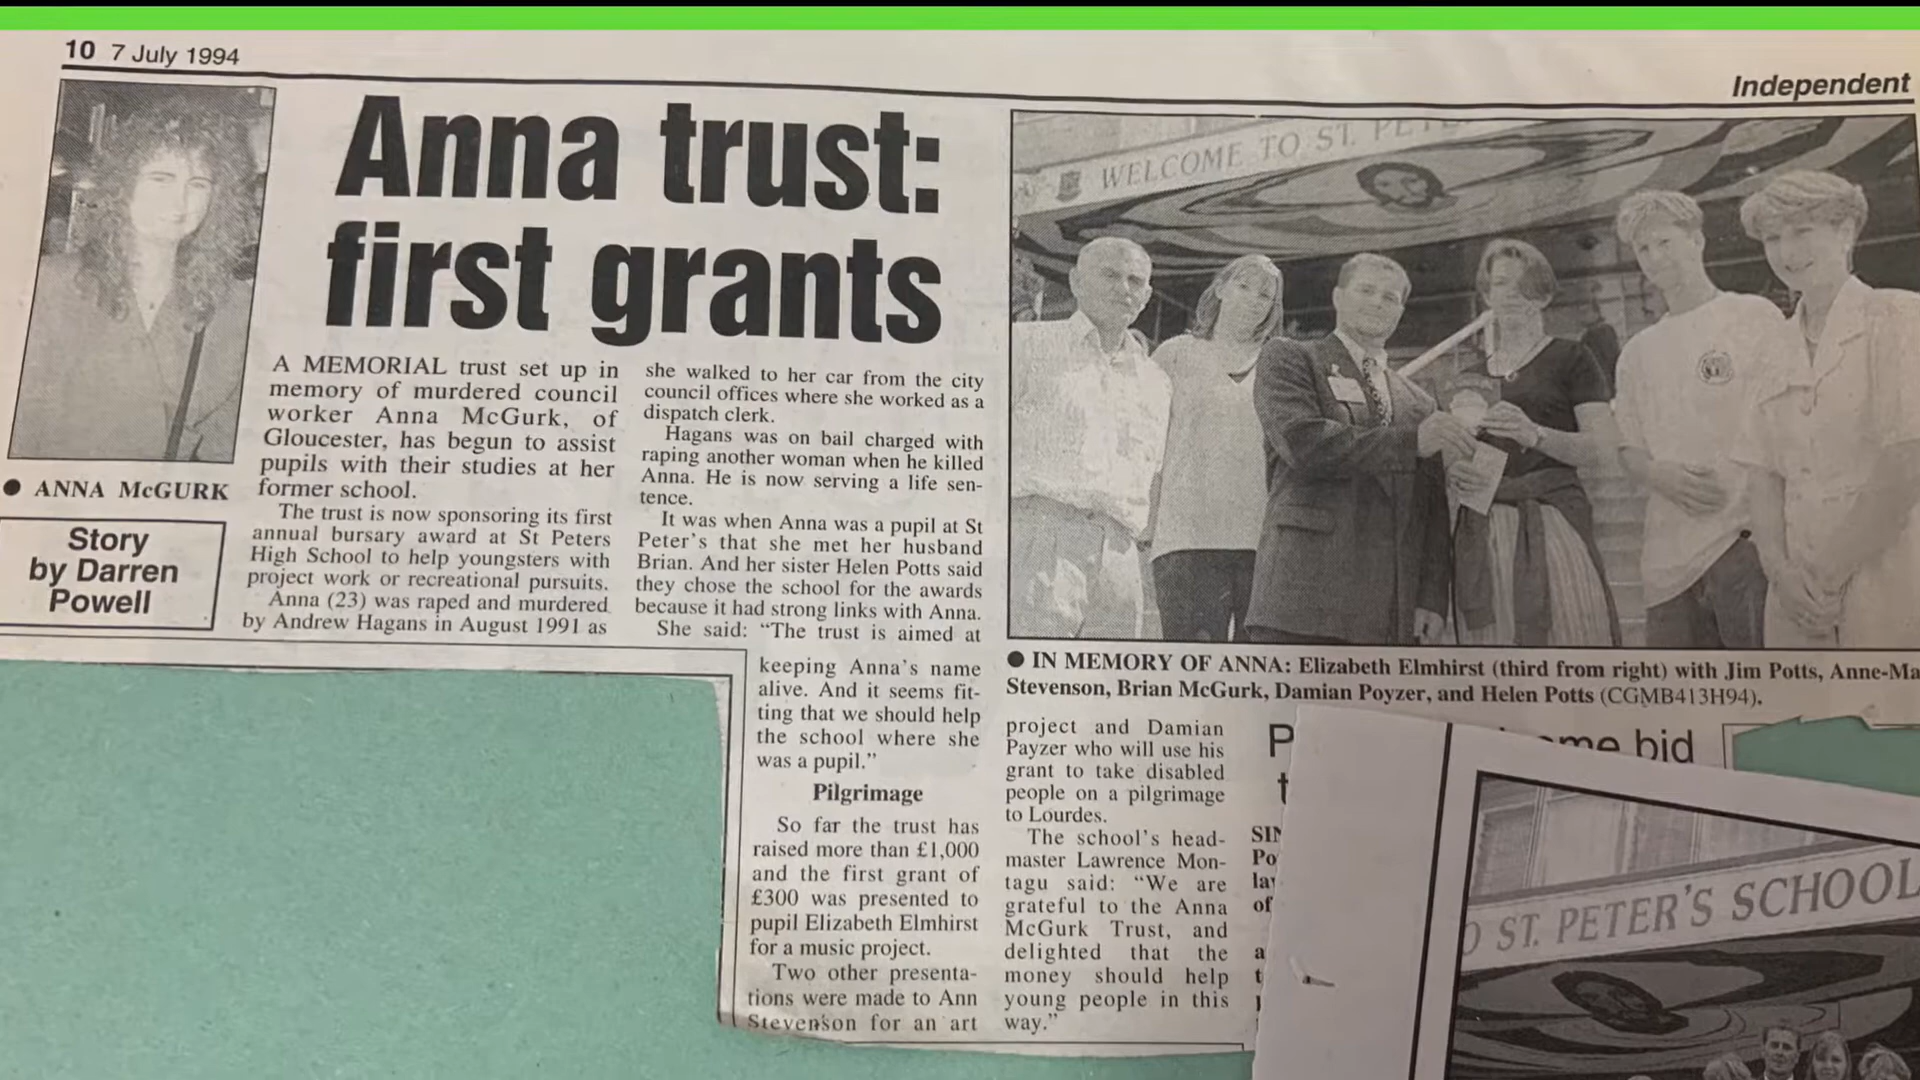 10 7 July 1994
Independent
Anna trust:
first grants
● ANNA McGURK
Story
by Darren
Powell
A MEMORIAL trust set up in
memory of murdered council
worker Anna McGurk, of
Gloucester, has begun to assist
pupils with their studies at her
former school.
The trust is now sponsoring its first
annual bursary award at St Peters
High School to help youngsters with
project work or recreational pursuits.
Anna (23) was raped and murdered
by Andrew Hagans in August 1991 as
she walked to her car from the city
council offices where she worked as a
dispatch clerk.
Hagans was on bail charged with
raping another woman when he killed
Anna. He is now serving a life sen-
tence.
It was when Anna was a pupil at St
Peter's that she met her husband
Brian. And her sister Helen Potts said
they chose the school for the awards
because it had strong links with Anna.
She said: “The trust is aimed at
keeping Anna's name
alive. And it seems fit-
ting that we should help
the school where she
was a pupil.”
Pilgrimage
So far the trust has
raised more than £1,000
and the first grant of
£300 was presented to
pupil Elizabeth Elmhirst
for a music project.
Two other presenta-
tions were made to Ann
Stevenson for an art
project and Damian
Payzer who will use his
grant to take disabled
people on a pilgrimage
to Lourdes.
The school's head-
master Lawrence Mon-
tagu said: “We are
grateful to the Anna
McGurk Trust, and
delighted that the
money should help
young people in this
way.”
WELCOME TO ST. PET
● IN MEMORY OF ANNA: Elizabeth Elmhirst (third from right) with Jim Potts, Anne-Ma
Stevenson, Brian McGurk, Damian Poyzer, and Helen Potts (CGMB413H94).
bid
SIN
Po
of
O ST. PETER'S SCHOOL